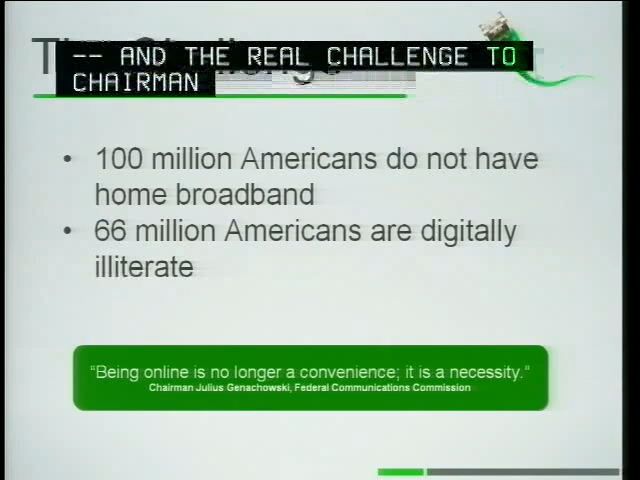 -- AND THE REAL CHALLENGE TO
CHAIRMAN
• 100 million Americans do not have
home broadband
• 66 million Americans are digitally
illiterate
“Being online is no longer a convenience; it is a necessity.“
Chairman Julius Genachowski, Federal Communications Commission